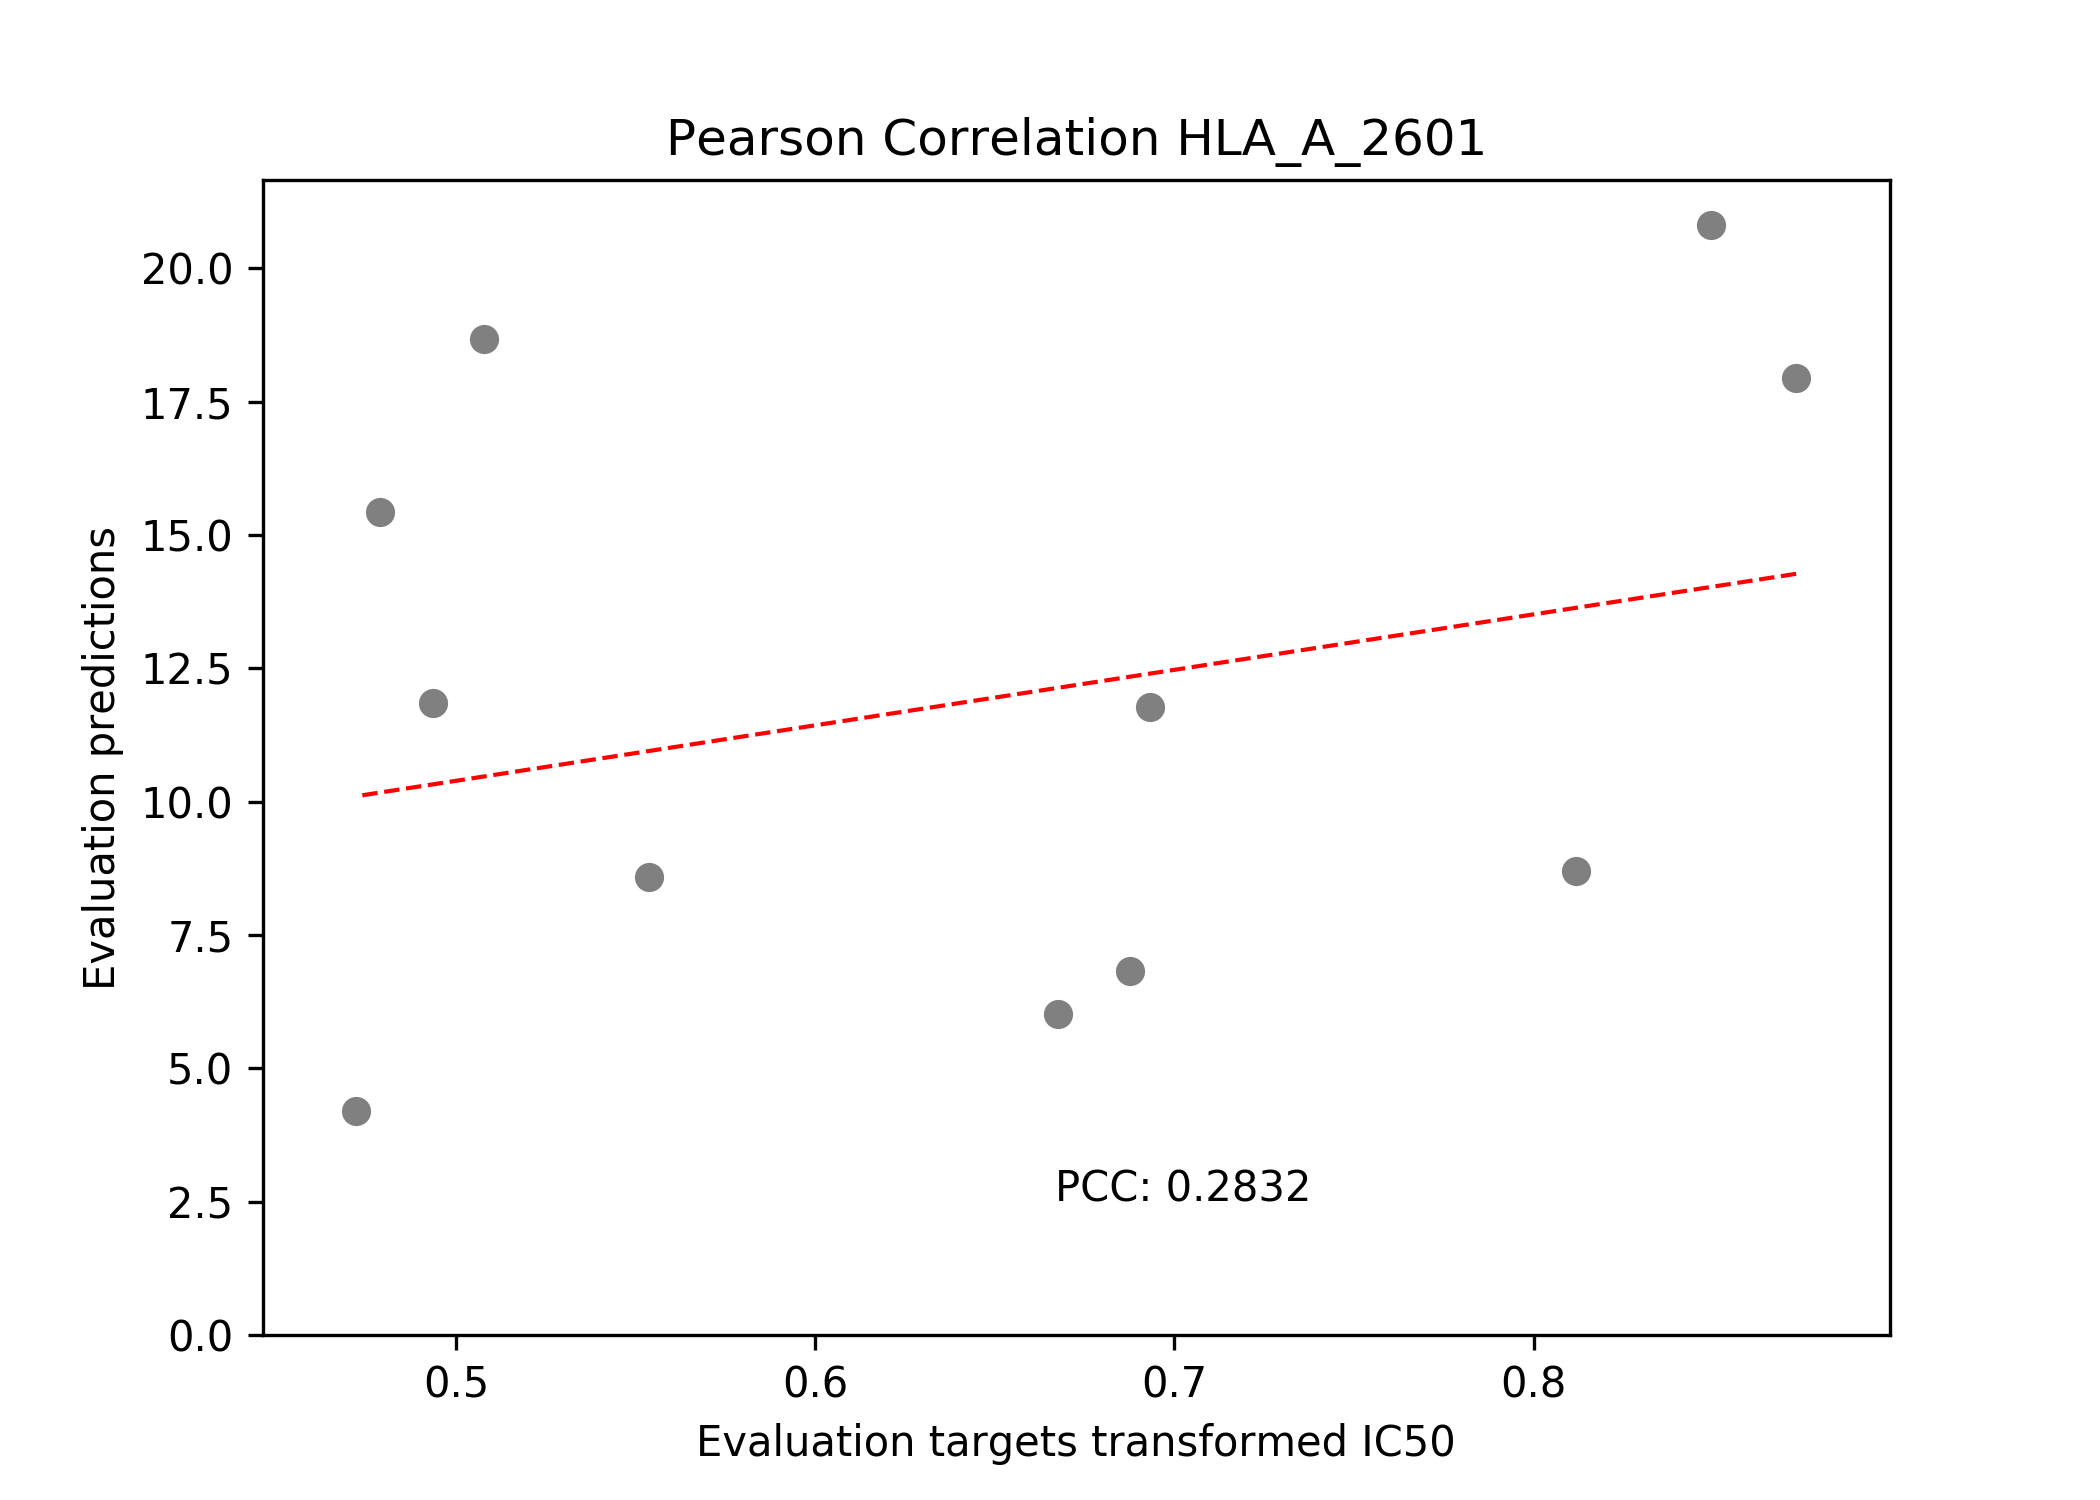 Pearson Correlation HLA_A_2601
Evaluation predictions
20.0
17.5
15.0
12.5
10.0
7.5
5.0
2.5
0.0
PCC: 0.2832
0.5 0.6 0.7 0.8
Evaluation targets transformed IC50